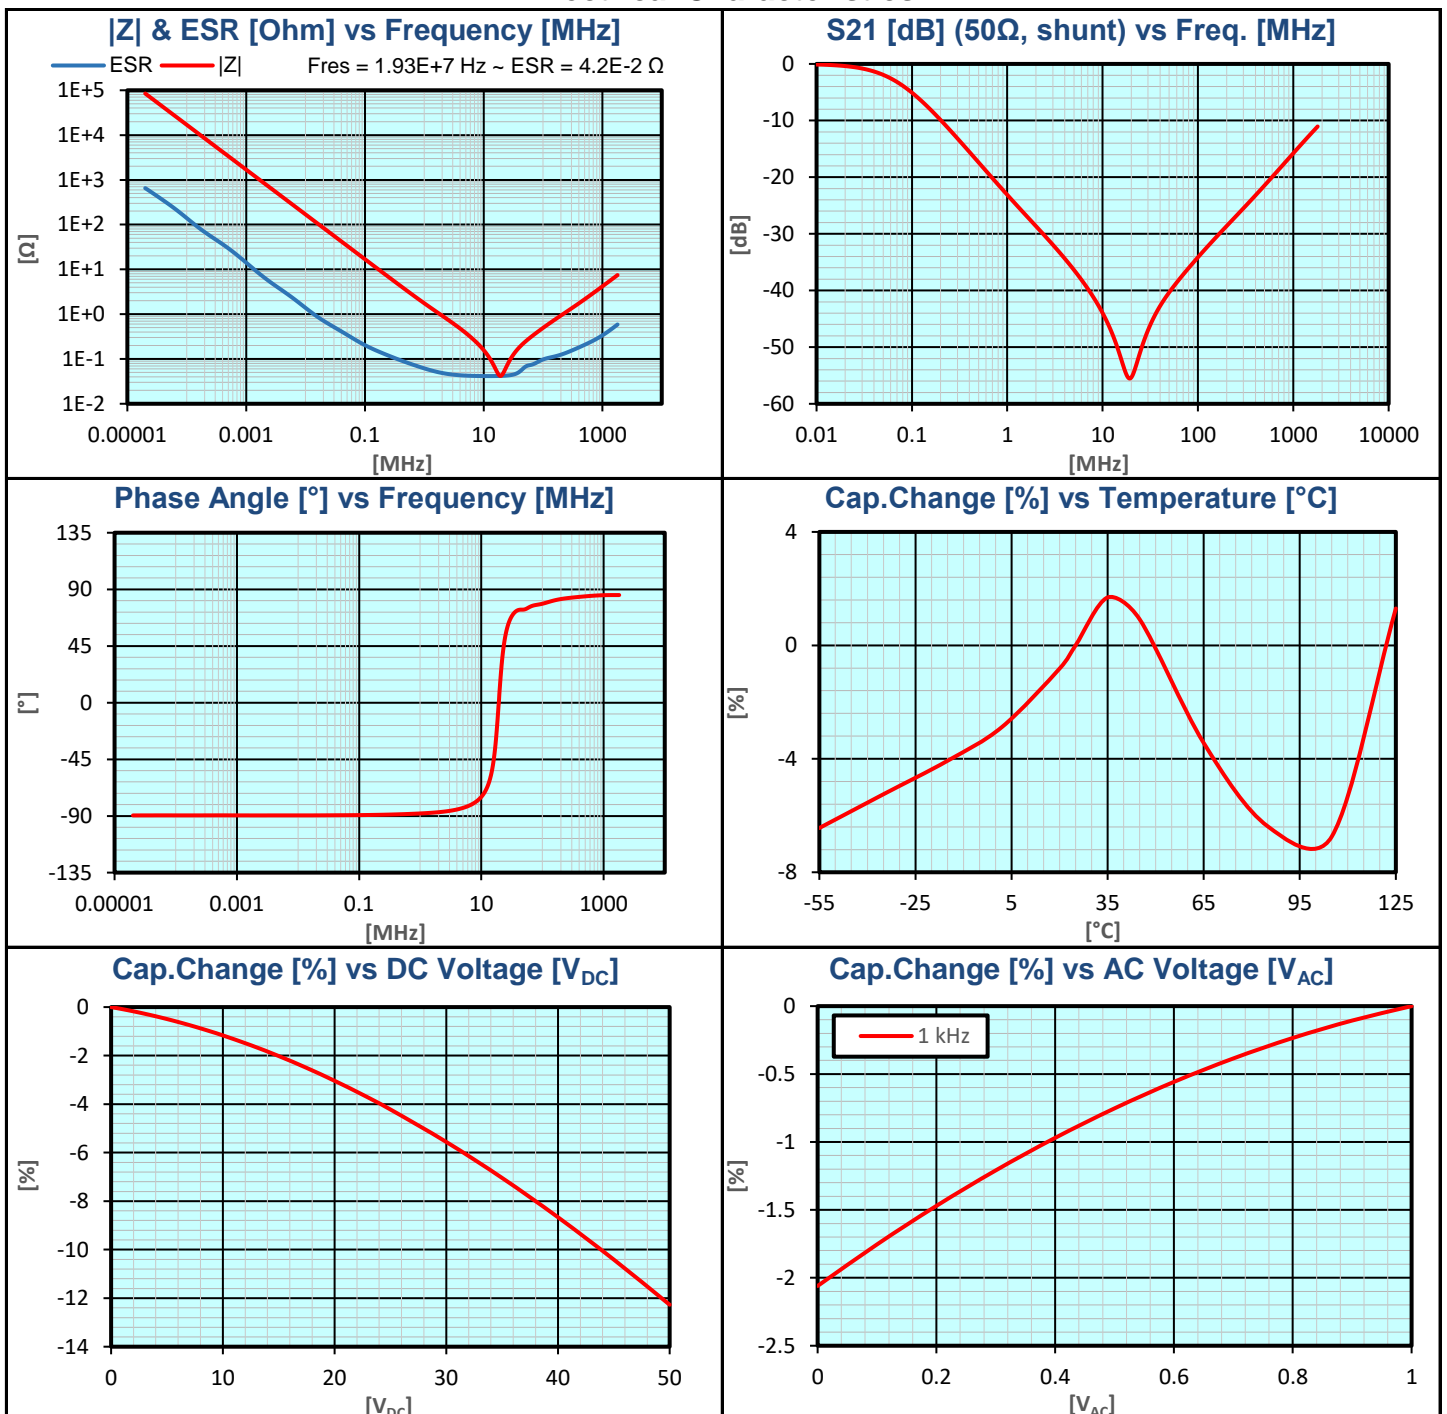 |Z| & ESR [Ohm] vs Frequency [MHz]
ESR |Z| Fres = 1.93E+7 Hz ~ ESR = 4.2E-2 Ω
1E+5
1E+4
1E+3
1E+2
1E+1
1E+0
1E-1
1E-2
[Ω]
0.00001 0.001 0.1 10 1000
[MHz]
S21 [dB] (50Ω, shunt) vs Freq. [MHz]
0
-10
-20
-30
-40
-50
-60
[dB]
0.01 0.1 1 10 100 1000 10000
[MHz]
Phase Angle [°] vs Frequency [MHz]
135
90
45
0
-45
-90
-135
[°]
0.00001 0.001 0.1 10 1000
[MHz]
Cap.Change [%] vs Temperature [°C]
4
0
-4
-8
[%]
-55 -25 5 35 65 95 125
[°C]
Cap.Change [%] vs DC Voltage [VDC]
0
-2
-4
-6
-8
-10
-12
-14
[%]
0 10 20 30 40 50
[VDC]
Cap.Change [%] vs AC Voltage [VAC]
1 kHz
0
-0.5
-1
-1.5
-2
-2.5
[%]
0 0.2 0.4 0.6 0.8 1
[VAC]